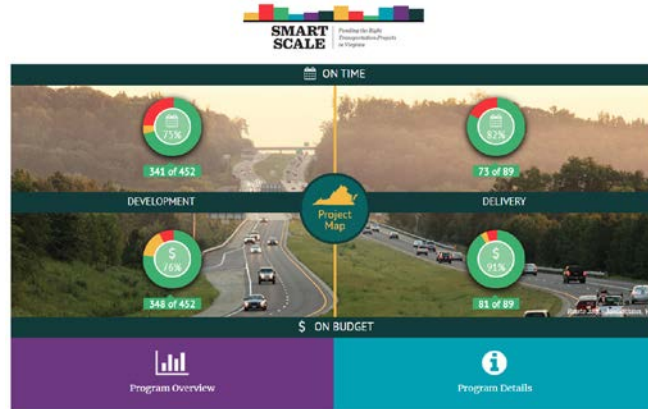 SMART
SCALE
Funding the Right
Transportation Projects
in Virginia
ON TIME
75%
341 of 452
82%
73 of 89
DEVELOPMENT
Project
Map
DELIVERY
$
76%
348 of 452
$
91%
81 of 89
$ ON BUDGET
Program Overview
Program Details